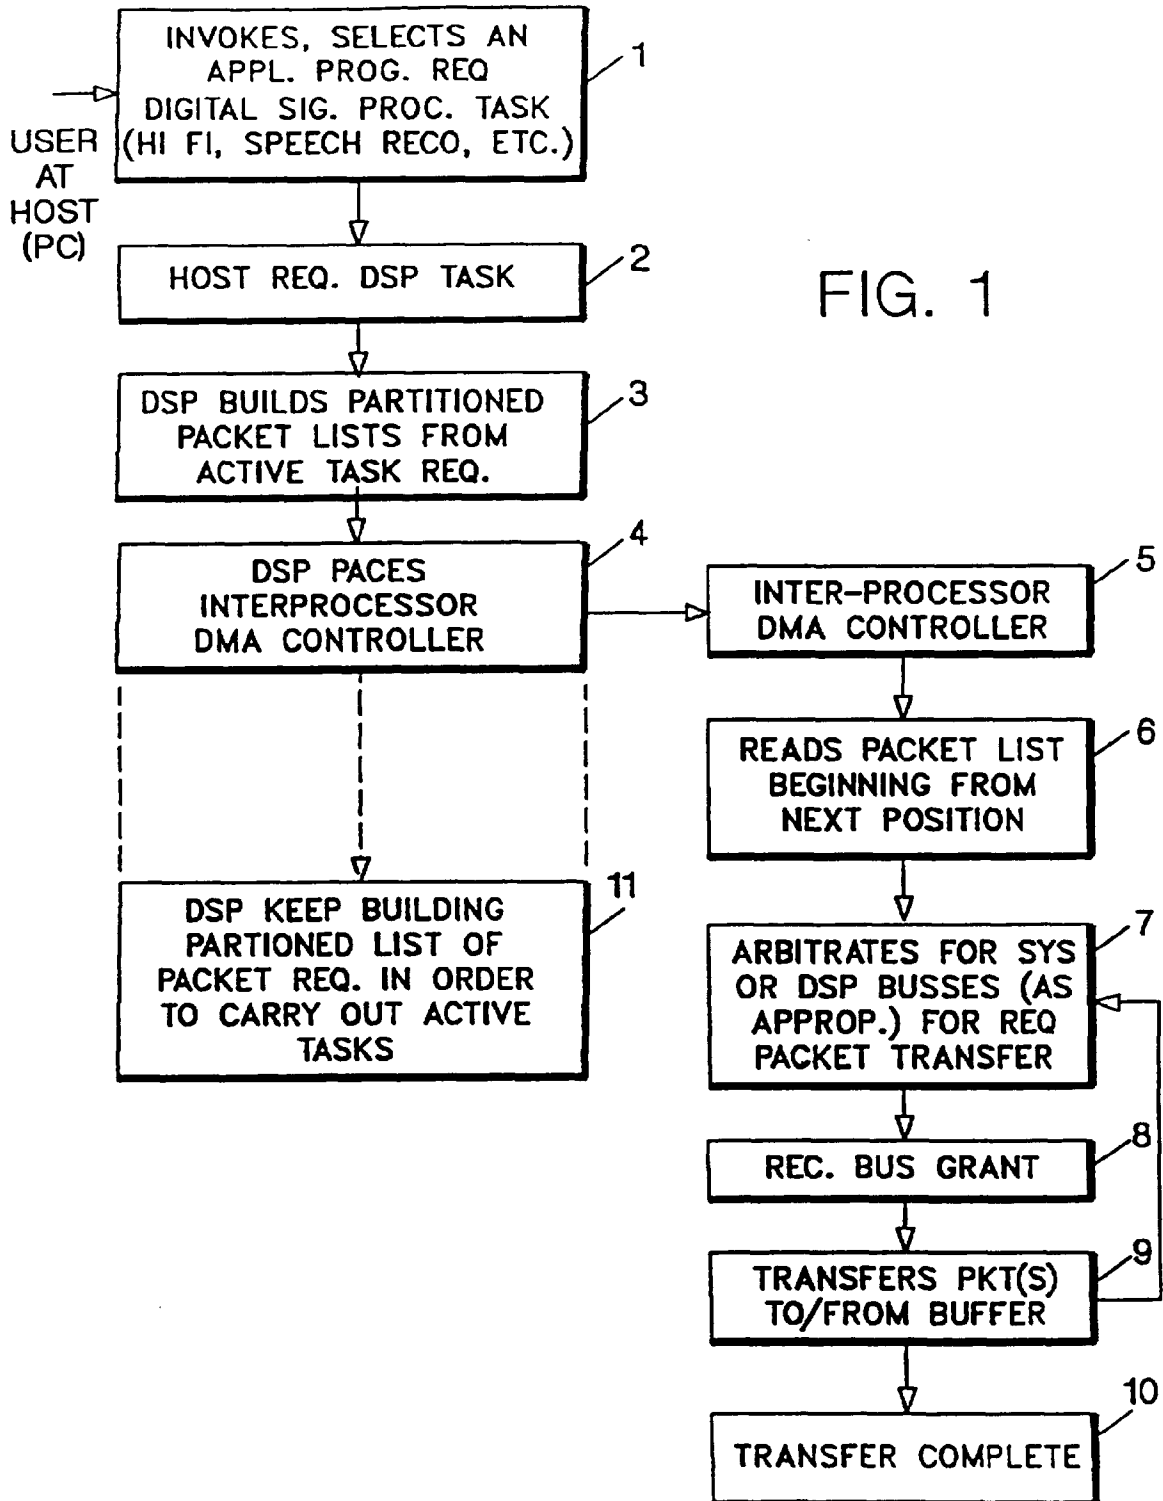 INVOKES, SELECTS AN
APPL. PROG. REQ
DIGITAL SIG. PROC. TASK
(HI FI, SPEECH RECO, ETC.)
1
USER
AT
HOST
(PC)
HOST REQ. DSP TASK
2
FIG. 1
DSP BUILDS PARTITIONED
PACKET LISTS FROM
ACTIVE TASK REQ.
3
DSP PACES
INTERPROCESSOR
DMA CONTROLLER
4
INTER-PROCESSOR
DMA CONTROLLER
5
READS PACKET LIST
BEGINNING FROM
NEXT POSITION
6
DSP KEEP BUILDING
PARTIONED LIST OF
PACKET REQ. IN ORDER
TO CARRY OUT ACTIVE
TASKS
11
ARBITRATES FOR SYS
OR DSP BUSSES (AS
APPROP.) FOR REQ
PACKET TRANSFER
7
REC. BUS GRANT
8
TRANSFERS PKT(S)
TO/FROM BUFFER
9
TRANSFER COMPLETE
10